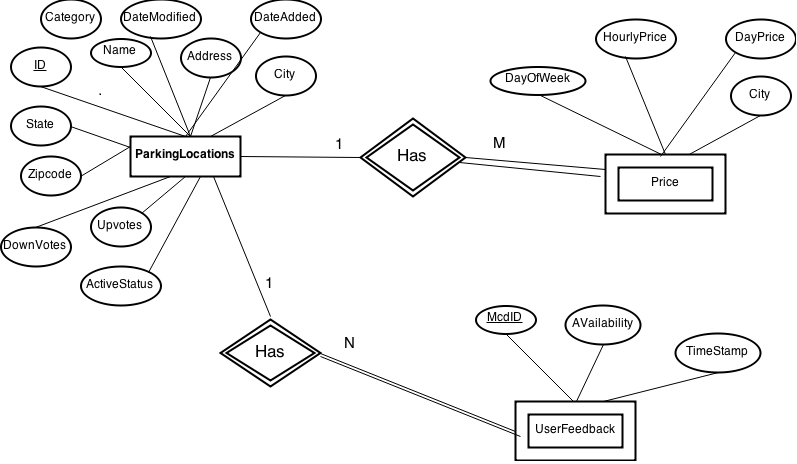 Category
DateModified
DateAdded
Name
Address
ID
City
State
Zipcode
ParkingLocations
DownVotes
Upvotes
ActiveStatus
1
Has
M
HourlyPrice
DayPrice
DayOfWeek
City
Price
1
Has
N
McdID
AVailability
TimeStamp
UserFeedback